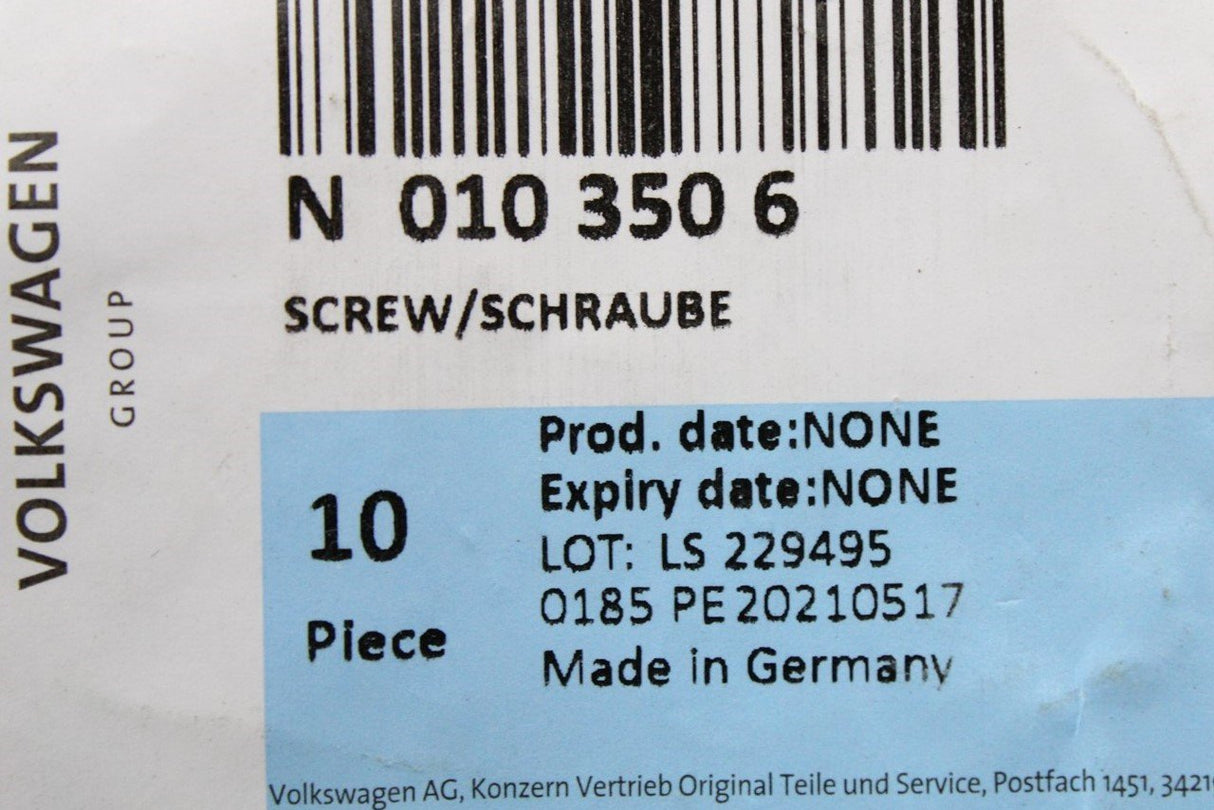 VOLKSWAGEN
GROUP
N 010 350 6
SCREW/SCHRAUBE
10
Piece
Prod. date:NONE
Expiry date:NONE
LOT: LS 229495
0185 PE 20210517
Made in Germany
Volkswagen AG, Konzern Vertrieb Original Teile und Service, Postfach 1451,